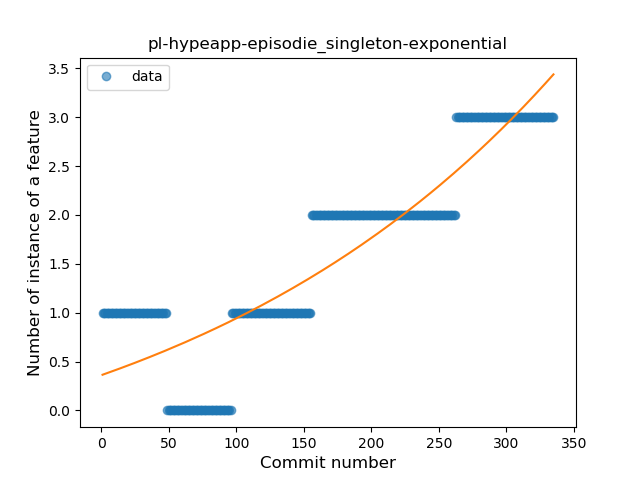 pl-hypeapp-episodie_singleton-exponential
data
Number of instance of a feature
3.5
3.0
2.5
2.0
1.5
1.0
0.5
0.0
0 50 100 150 200 250 300 350
Commit number